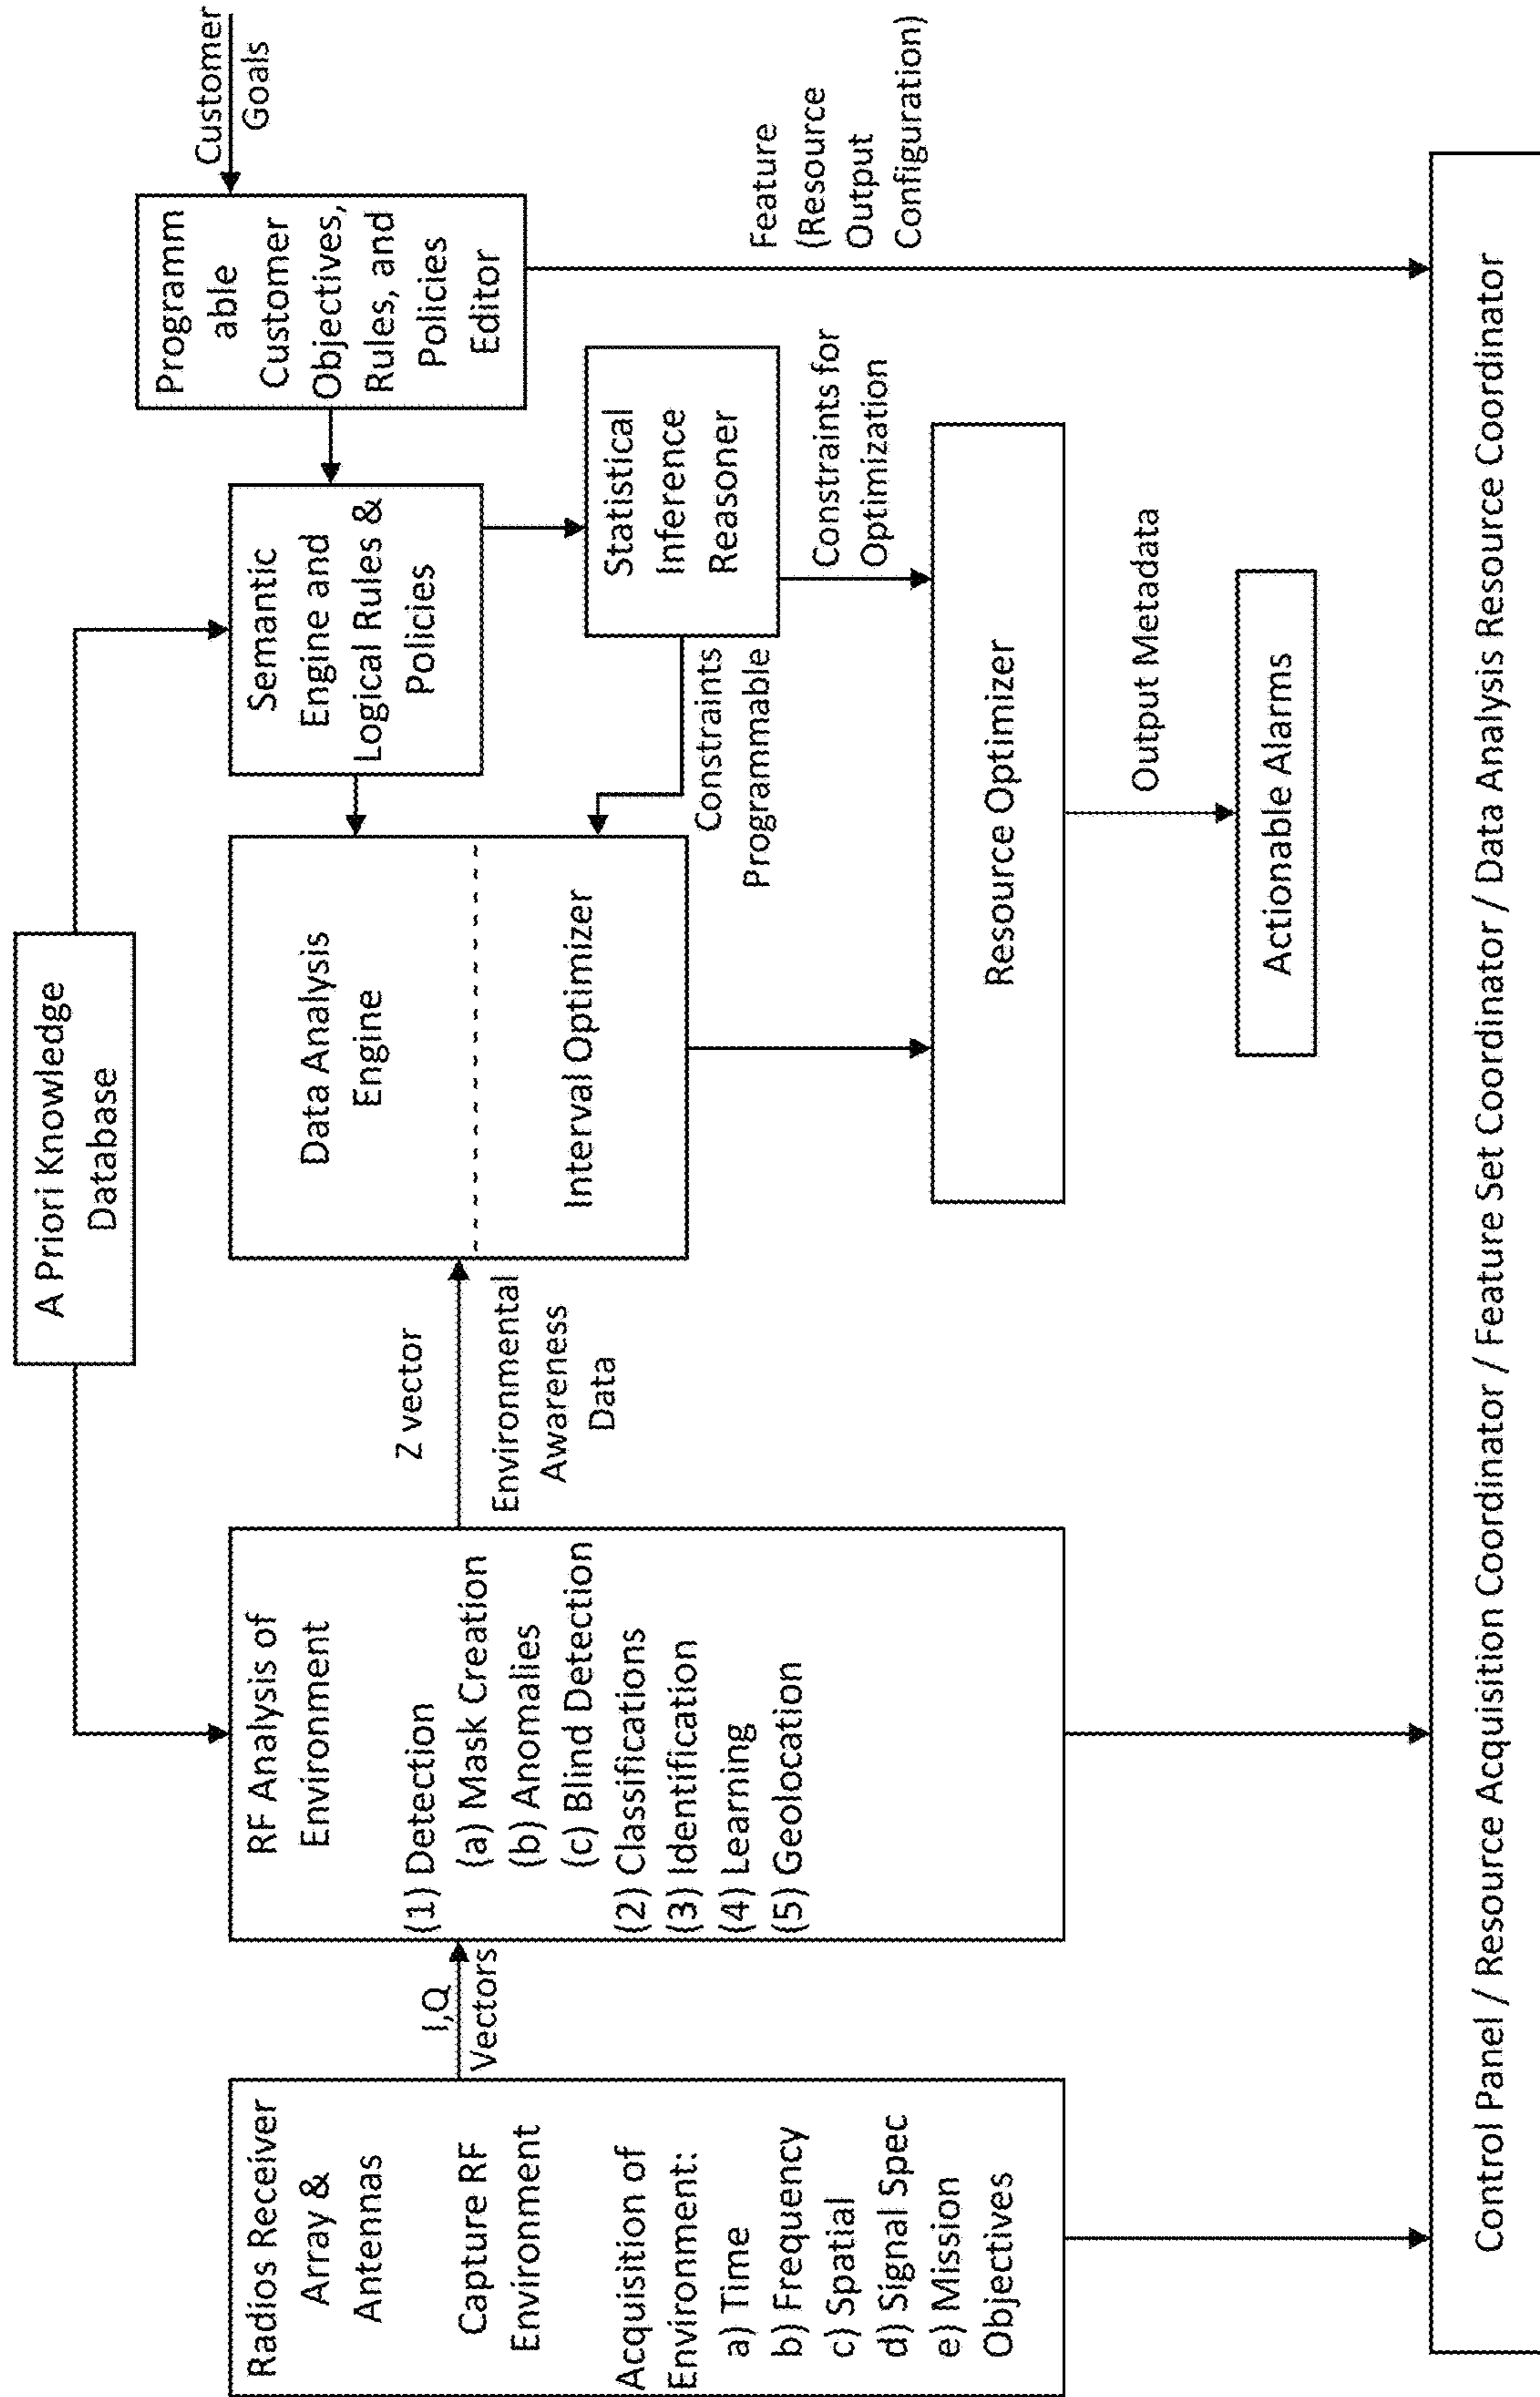 A Priori Knowledge
Database
Customer
Goals
Radios Receiver
Array &
Antennas
Capture RF
Environment
Acquisition of
Environment:
a) Time
b) Frequency
c) Spatial
d) Signal Spec
e) Mission
Objectives
I,Q
Vectors
RF Analysis of
Environment
(1) Detection
(a) Mask Creation
(b) Anomalies
(c) Blind Detection
(2) Classifications
(3) Identification
(4) Learning
(5) Geolocation
Z vector
Environmental
Awareness
Data
Data Analysis
Engine
Interval Optimizer
Semantic
Engine and
Logical Rules &
Policies
Programm
able
Customer
Objectives,
Rules, and
Policies
Editor
Statistical
Inference
Reasoner
Constraints
Programmable
Constraints for
Optimization
Feature
(Resource
Output
Configuration)
Resource Optimizer
Output Metadata
Actionable Alarms
Control Panel / Resource Acquisition Coordinator / Feature Set Coordinator / Data Analysis Resource Coordinator